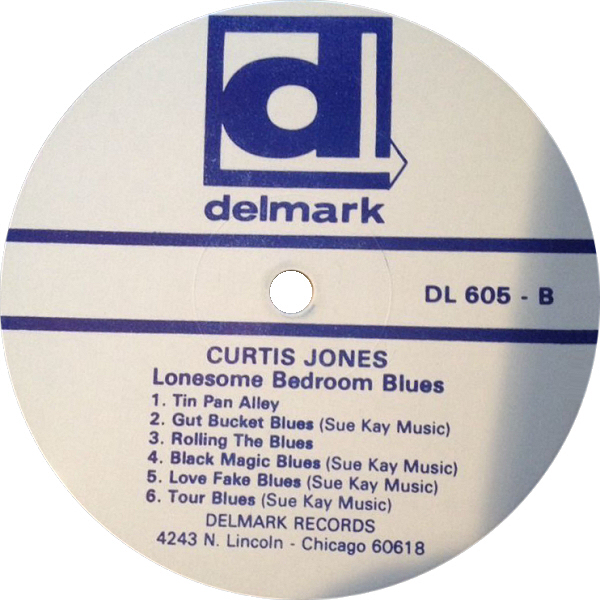 delmark
DL 605 - B
CURTIS JONES
Lonesome Bedroom Blues
1. Tin Pan Alley
2. Gut Bucket Blues (Sue Kay Music)
3. Rolling The Blues
4. Black Magic Blues (Sue Kay Music)
5. Love Fake Blues (Sue Kay Music)
6. Tour Blues (Sue Kay Music)
DELMARK RECORDS
4243 N. Lincoln - Chicago 60618